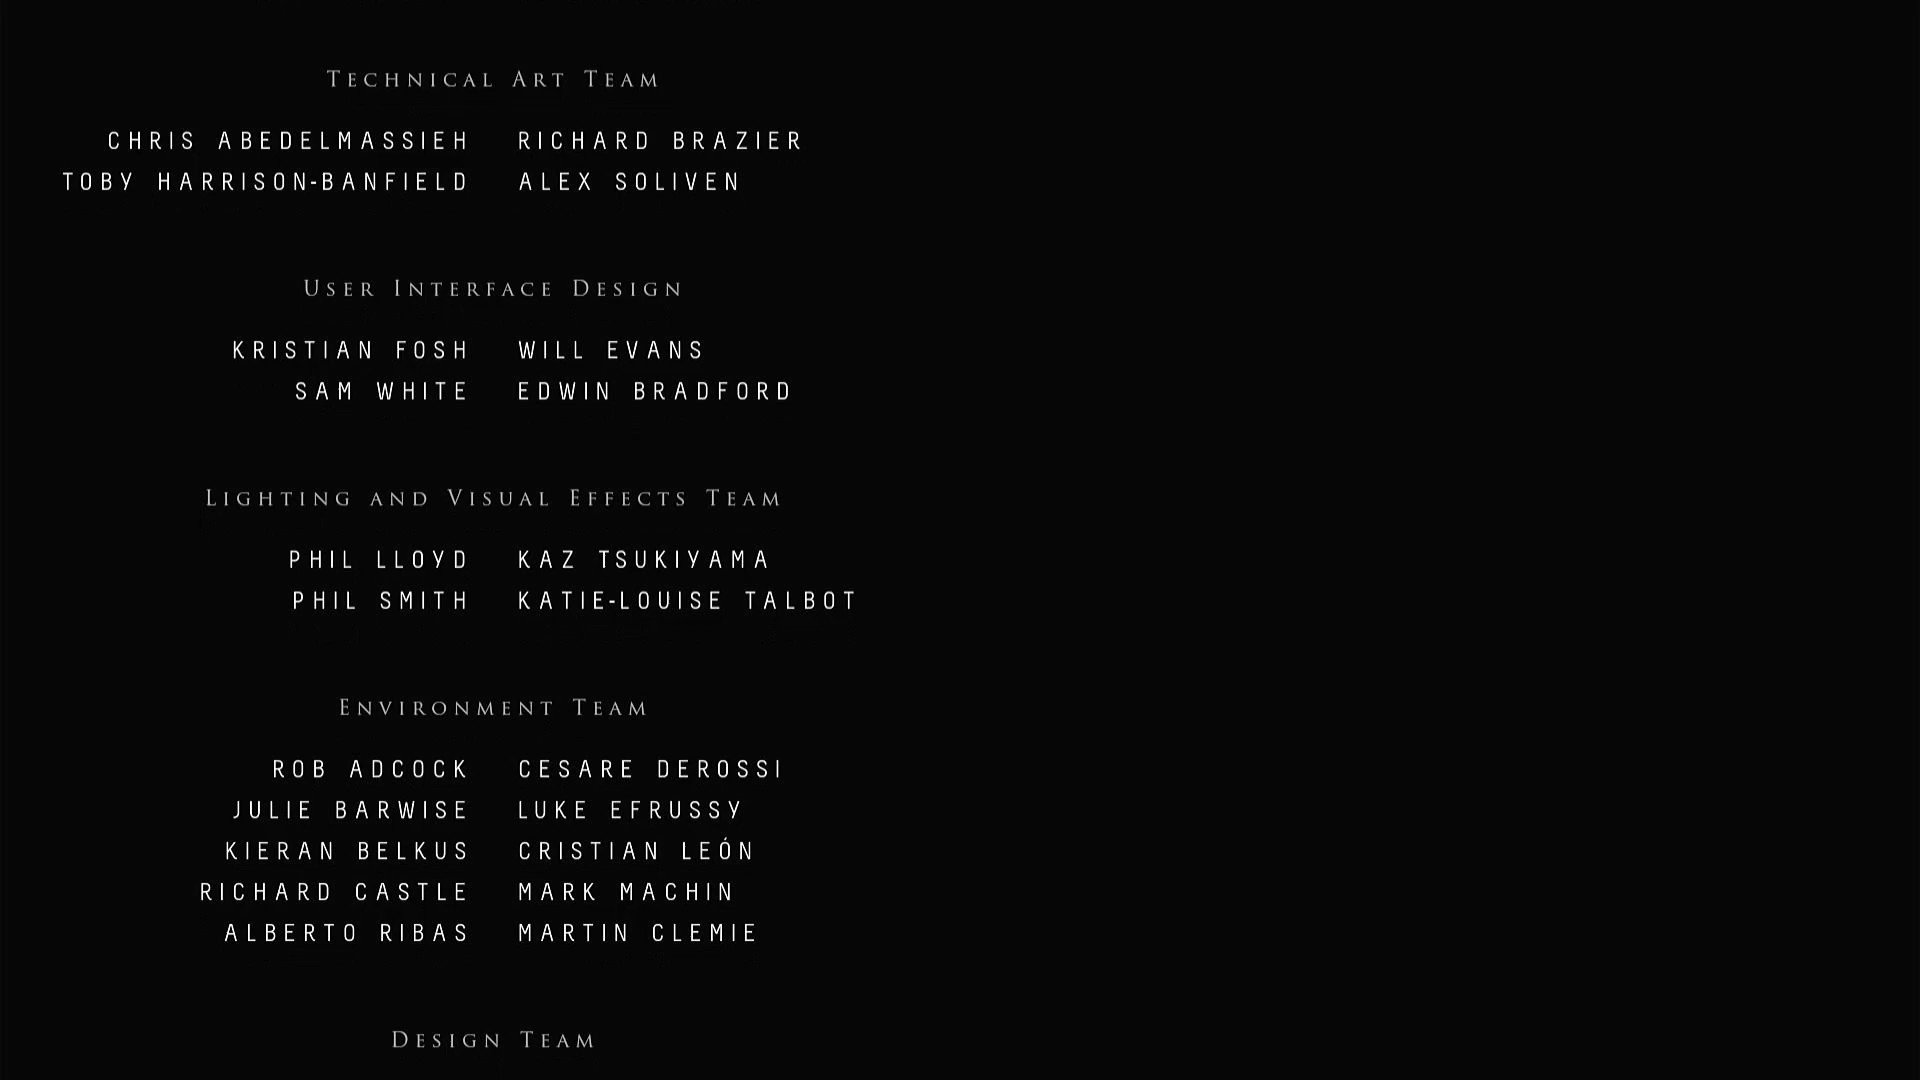 Technical Art Team
CHRIS ABEDELMASSIEH RICHARD BRAZIER
TOBY HARRISON-BANFIELD ALEX SOLIVEN
User Interface Design
KRISTIAN FOSH WILL EVANS
SAM WHITE EDWIN BRADFORD
Lighting and Visual Effects Team
PHIL LLOYD KAZ TSUKIYAMA
PHIL SMITH KATIE-LOUISE TALBOT
Environment Team
ROB ADCOCK CESARE DEROSSI
JULIE BARWISE LUKE EFRUSSY
KIERAN BELKUS CRISTIAN LEÓN
RICHARD CASTLE MARK MACHIN
ALBERTO RIBAS MARTIN CLEMIE
Design Team